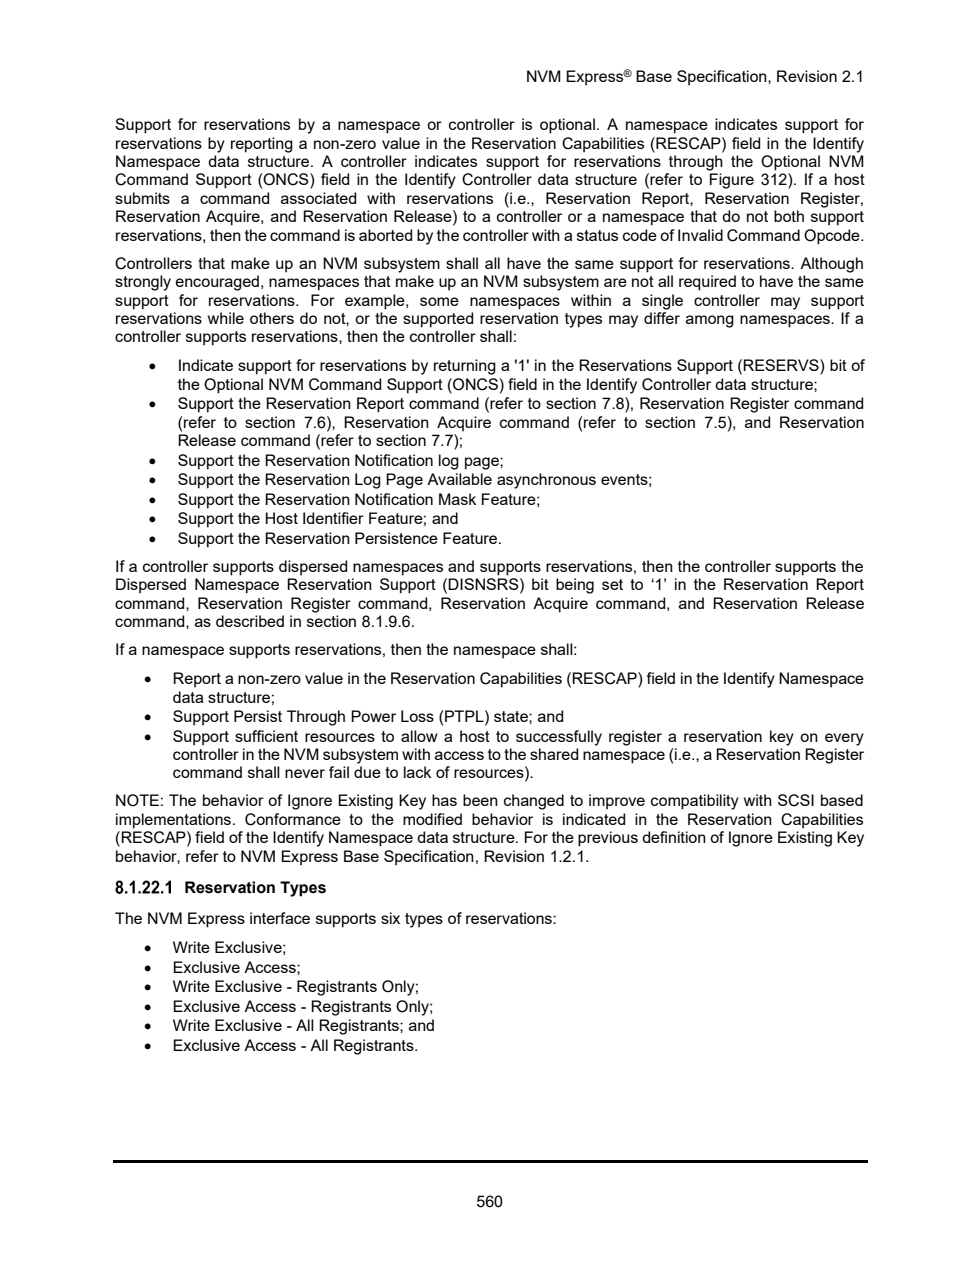 NVM Express® Base Specification, Revision 2.1
Support for reservations by a namespace or controller is optional. A namespace indicates support for
reservations by reporting a non-zero value in the Reservation Capabilities (RESCAP) field in the Identify
Namespace data structure. A controller indicates support for reservations through the Optional NVM
Command Support (ONCS) field in the Identify Controller data structure (refer to Figure 312). If a host
submits a command associated with reservations (i.e., Reservation Report, Reservation Register,
Reservation Acquire, and Reservation Release) to a controller or a namespace that do not both support
reservations, then the command is aborted by the controller with a status code of Invalid Command Opcode.
Controllers that make up an NVM subsystem shall all have the same support for reservations. Although
strongly encouraged, namespaces that make up an NVM subsystem are not all required to have the same
support for reservations. For example, some namespaces within a single controller may support
reservations while others do not, or the supported reservation types may differ among namespaces. If a
controller supports reservations, then the controller shall:
• Indicate support for reservations by returning a '1' in the Reservations Support (RESERVS) bit of
the Optional NVM Command Support (ONCS) field in the Identify Controller data structure;
• Support the Reservation Report command (refer to section 7.8), Reservation Register command
(refer to section 7.6), Reservation Acquire command (refer to section 7.5), and Reservation
Release command (refer to section 7.7);
• Support the Reservation Notification log page;
• Support the Reservation Log Page Available asynchronous events;
• Support the Reservation Notification Mask Feature;
• Support the Host Identifier Feature; and
• Support the Reservation Persistence Feature.
If a controller supports dispersed namespaces and supports reservations, then the controller supports the
Dispersed Namespace Reservation Support (DISNSRS) bit being set to ‘1’ in the Reservation Report
command, Reservation Register command, Reservation Acquire command, and Reservation Release
command, as described in section 8.1.9.6.
If a namespace supports reservations, then the namespace shall:
• Report a non-zero value in the Reservation Capabilities (RESCAP) field in the Identify Namespace
data structure;
• Support Persist Through Power Loss (PTPL) state; and
• Support sufficient resources to allow a host to successfully register a reservation key on every
controller in the NVM subsystem with access to the shared namespace (i.e., a Reservation Register
command shall never fail due to lack of resources).
NOTE: The behavior of Ignore Existing Key has been changed to improve compatibility with SCSI based
implementations. Conformance to the modified behavior is indicated in the Reservation Capabilities
(RESCAP) field of the Identify Namespace data structure. For the previous definition of Ignore Existing Key
behavior, refer to NVM Express Base Specification, Revision 1.2.1.
8.1.22.1 Reservation Types
The NVM Express interface supports six types of reservations:
• Write Exclusive;
• Exclusive Access;
• Write Exclusive - Registrants Only;
• Exclusive Access - Registrants Only;
• Write Exclusive - All Registrants; and
• Exclusive Access - All Registrants.
560